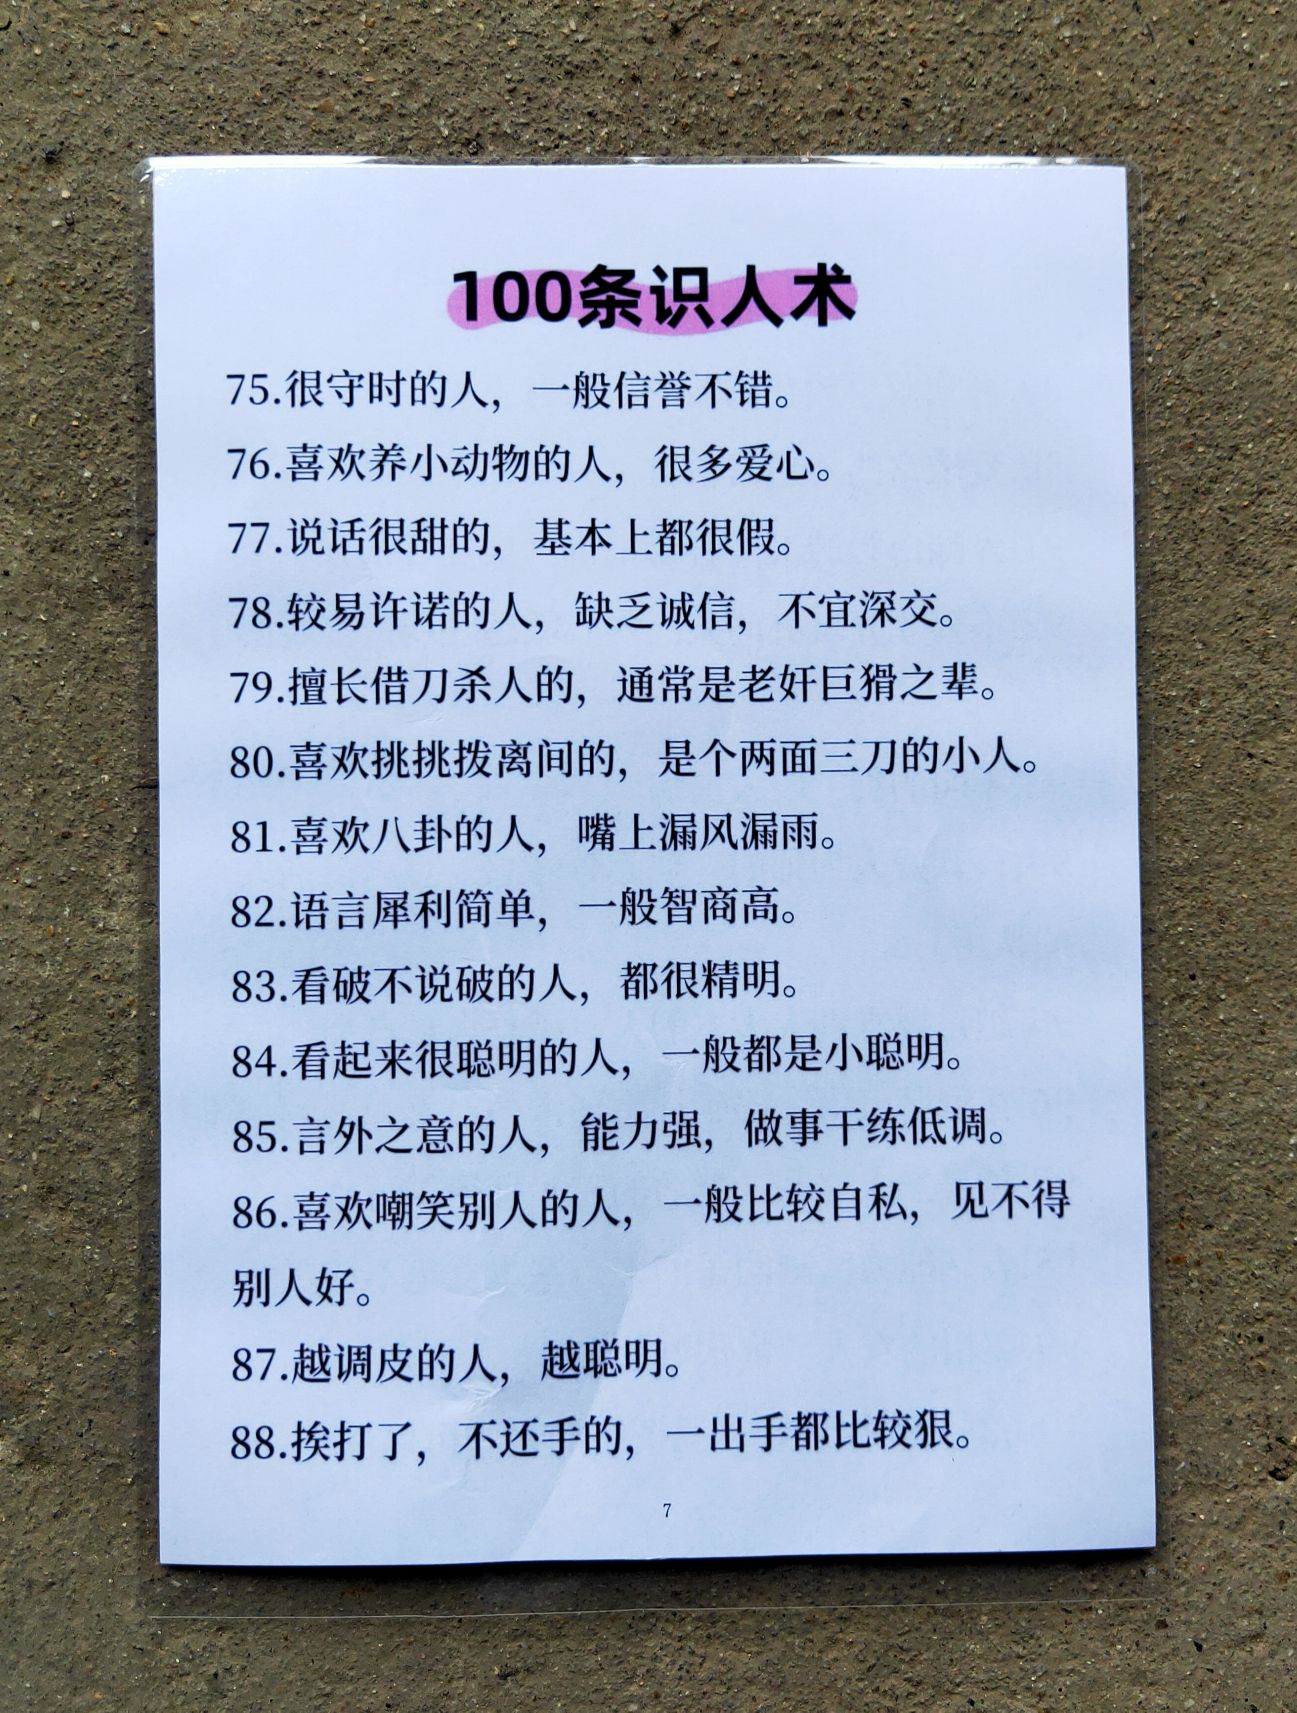 100条识人术
75.很守时的人，一般信誉不错。
76.喜欢养小动物的人，很多爱心。
77.说话很甜的，基本上都很假。
78.较易许诺的人，缺乏诚信，不宜深交。
79.擅长借刀杀人的，通常是老奸巨猾之辈。
80.喜欢挑挑拨离间的，是个两面三刀的小人。
81.喜欢八卦的人，嘴上漏风漏雨。
82.语言犀利简单，一般智商高。
83.看破不说破的人，都很精明。
84.看起来很聪明的人，一般都是小聪明。
85.言外之意的人，能力强，做事干练低调。
86.喜欢嘲笑别人的人，一般比较自私，见不得
别人好。
87.越调皮的人，越聪明。
88.挨打了，不还手的，一出手都比较狠。
7